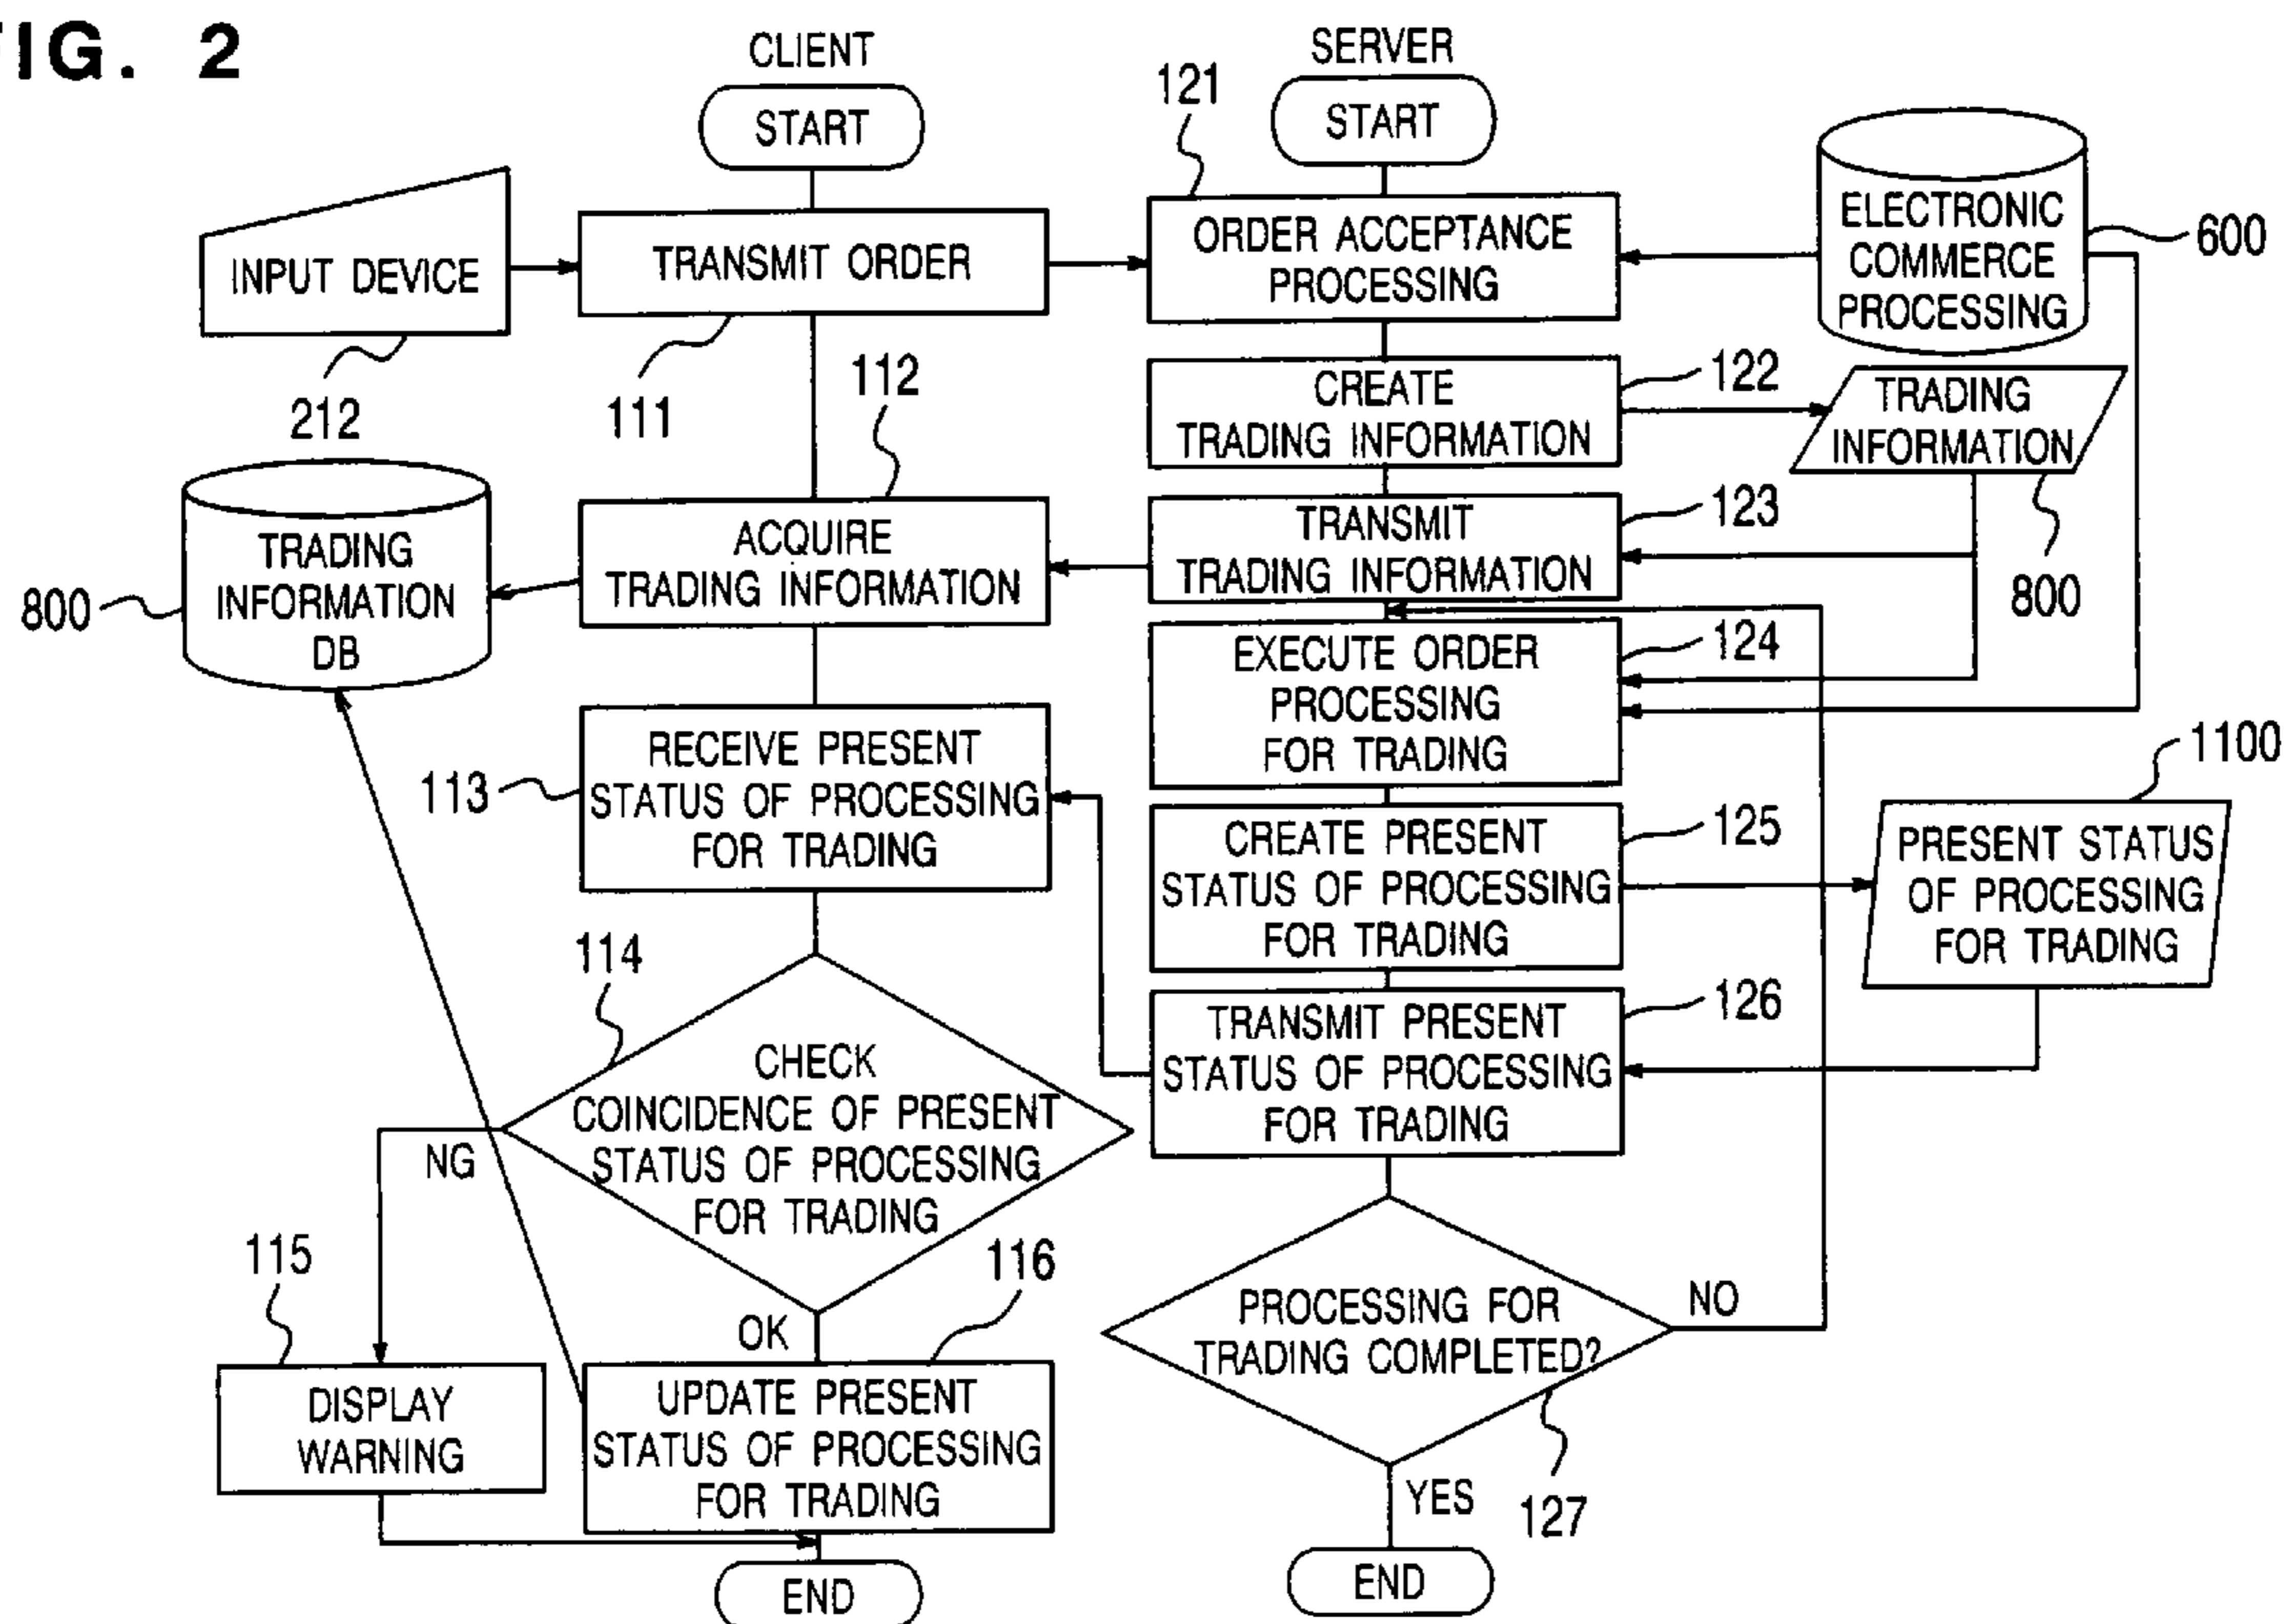 FIG. 2
CLIENT
START
SERVER
START
121
INPUT DEVICE
212
TRANSMIT ORDER
111
ORDER ACCEPTANCE
PROCESSING
ELECTRONIC
COMMERCE
PROCESSING
600
112
CREATE
TRADING INFORMATION
122
TRADING
INFORMATION
800
TRADING
INFORMATION
DB
800
ACQUIRE
TRADING INFORMATION
TRANSMIT
TRADING INFORMATION
123
EXECUTE ORDER
PROCESSING
FOR TRADING
124
RECEIVE PRESENT
STATUS OF PROCESSING
FOR TRADING
113
CREATE PRESENT
STATUS OF PROCESSING
FOR TRADING
125
1100
PRESENT STATUS
OF PROCESSING
FOR TRADING
114
CHECK
COINCIDENCE OF PRESENT
STATUS OF PROCESSING
FOR TRADING
TRANSMIT PRESENT
STATUS OF PROCESSING
FOR TRADING
126
NG
OK
115
DISPLAY
WARNING
116
UPDATE PRESENT
STATUS OF PROCESSING
FOR TRADING
PROCESSING FOR
TRADING COMPLETED?
NO
YES
127
END
END